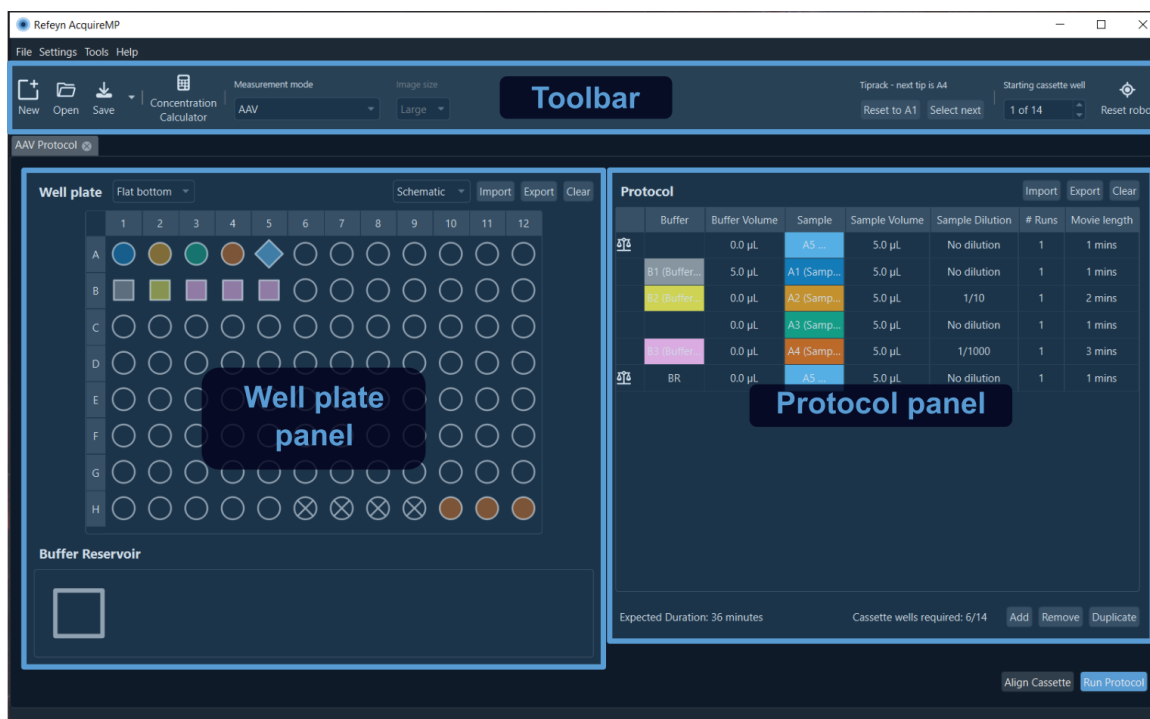 Refeyn AcquireMP
File Settings Tools Help
New Open Save
Concentration Calculator
Measurement mode
AAV
Image size
Large
Toolbar
Tiprack - next tip is A4
Reset to A1 Select next
Starting cassette well
1 of 14
Reset robo
AAV Protocol
Well plate Flat bottom Schematic Import Export Clear
1 2 3 4 5 6 7 8 9 10 11 12
A
B
C
D
E
F
G
H
Well plate
panel
Buffer Reservoir
Protocol Import Export Clear
Buffer Buffer Volume Sample Sample Volume Sample Dilution # Runs Movie length
0.0 µL A5 ... 5.0 µL No dilution 1 1 mins
B1 (Buffer... 5.0 µL A1 (Samp... 5.0 µL No dilution 1 1 mins
B2 (Buffer... 0.0 µL A2 (Samp... 5.0 µL 1/10 1 2 mins
0.0 µL A3 (Samp... 5.0 µL No dilution 1 1 mins
B3 (Buffer... 0.0 µL A4 (Samp... 5.0 µL 1/1000 1 3 mins
BR 0.0 µL A5 ... 5.0 µL No dilution 1 1 mins
Protocol panel
Expected Duration: 36 minutes Cassette wells required: 6/14 Add Remove Duplicate
Align Cassette Run Protocol